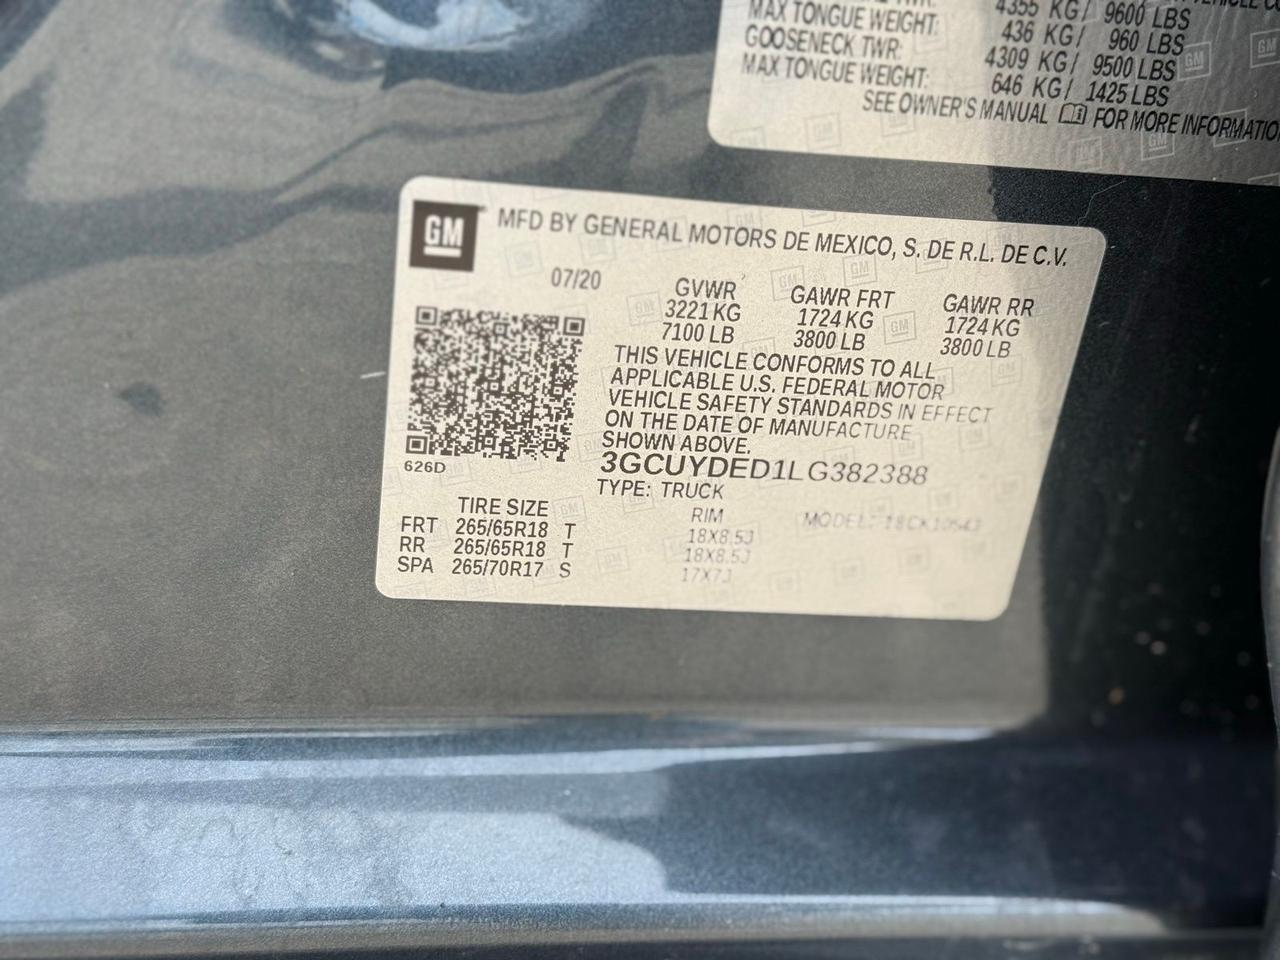 4355 KG/ 9600 LBS
MAX TONGUE WEIGHT: 436 KG/ 960 LBS
GOOSENECK TWR: 4309 KG/ 9500 LBS
MAX TONGUE WEIGHT: 646 KG/ 1425 LBS
SEE OWNER'S MANUAL FOR MORE INFORMATIO
GM MFD BY GENERAL MOTORS DE MEXICO, S. DE R.L. DE C.V.
07/20 GVWR GAWR FRT GAWR RR
3221 KG 1724 KG 1724 KG
7100 LB 3800 LB 3800 LB
THIS VEHICLE CONFORMS TO ALL
APPLICABLE U.S. FEDERAL MOTOR
VEHICLE SAFETY STANDARDS IN EFFECT
ON THE DATE OF MANUFACTURE
SHOWN ABOVE.
626D 3GCUYDED1LG382388
TYPE: TRUCK
TIRE SIZE RIM MODEL:
FRT 265/65R18 T 18X8.5J
RR 265/65R18 T 18X8.5J
SPA 265/70R17 S 17X7J